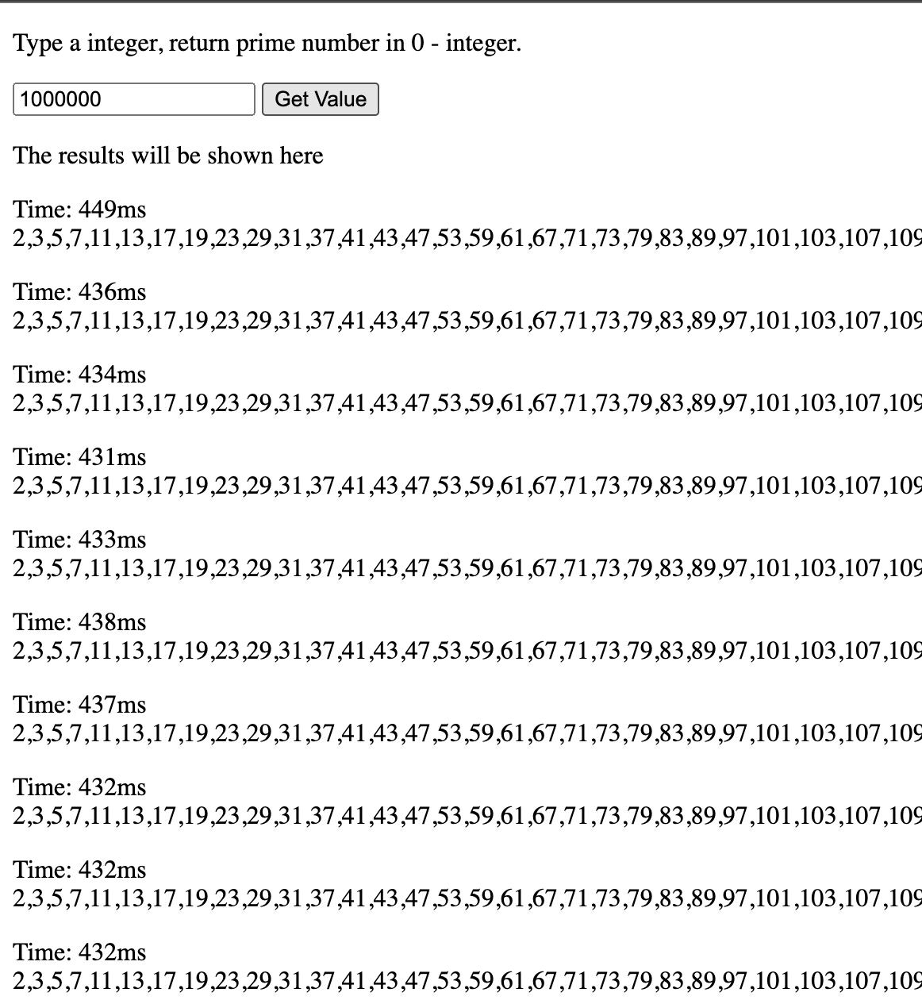 Type a integer, return prime number in 0 - integer.
1000000 Get Value
The results will be shown here
Time: 449ms
2,3,5,7,11,13,17,19,23,29,31,37,41,43,47,53,59,61,67,71,73,79,83,89,97,101,103,107,109
Time: 436ms
2,3,5,7,11,13,17,19,23,29,31,37,41,43,47,53,59,61,67,71,73,79,83,89,97,101,103,107,109
Time: 434ms
2,3,5,7,11,13,17,19,23,29,31,37,41,43,47,53,59,61,67,71,73,79,83,89,97,101,103,107,109
Time: 431ms
2,3,5,7,11,13,17,19,23,29,31,37,41,43,47,53,59,61,67,71,73,79,83,89,97,101,103,107,109
Time: 433ms
2,3,5,7,11,13,17,19,23,29,31,37,41,43,47,53,59,61,67,71,73,79,83,89,97,101,103,107,109
Time: 438ms
2,3,5,7,11,13,17,19,23,29,31,37,41,43,47,53,59,61,67,71,73,79,83,89,97,101,103,107,109
Time: 437ms
2,3,5,7,11,13,17,19,23,29,31,37,41,43,47,53,59,61,67,71,73,79,83,89,97,101,103,107,109
Time: 432ms
2,3,5,7,11,13,17,19,23,29,31,37,41,43,47,53,59,61,67,71,73,79,83,89,97,101,103,107,109
Time: 432ms
2,3,5,7,11,13,17,19,23,29,31,37,41,43,47,53,59,61,67,71,73,79,83,89,97,101,103,107,109
Time: 432ms
2,3,5,7,11,13,17,19,23,29,31,37,41,43,47,53,59,61,67,71,73,79,83,89,97,101,103,107,109